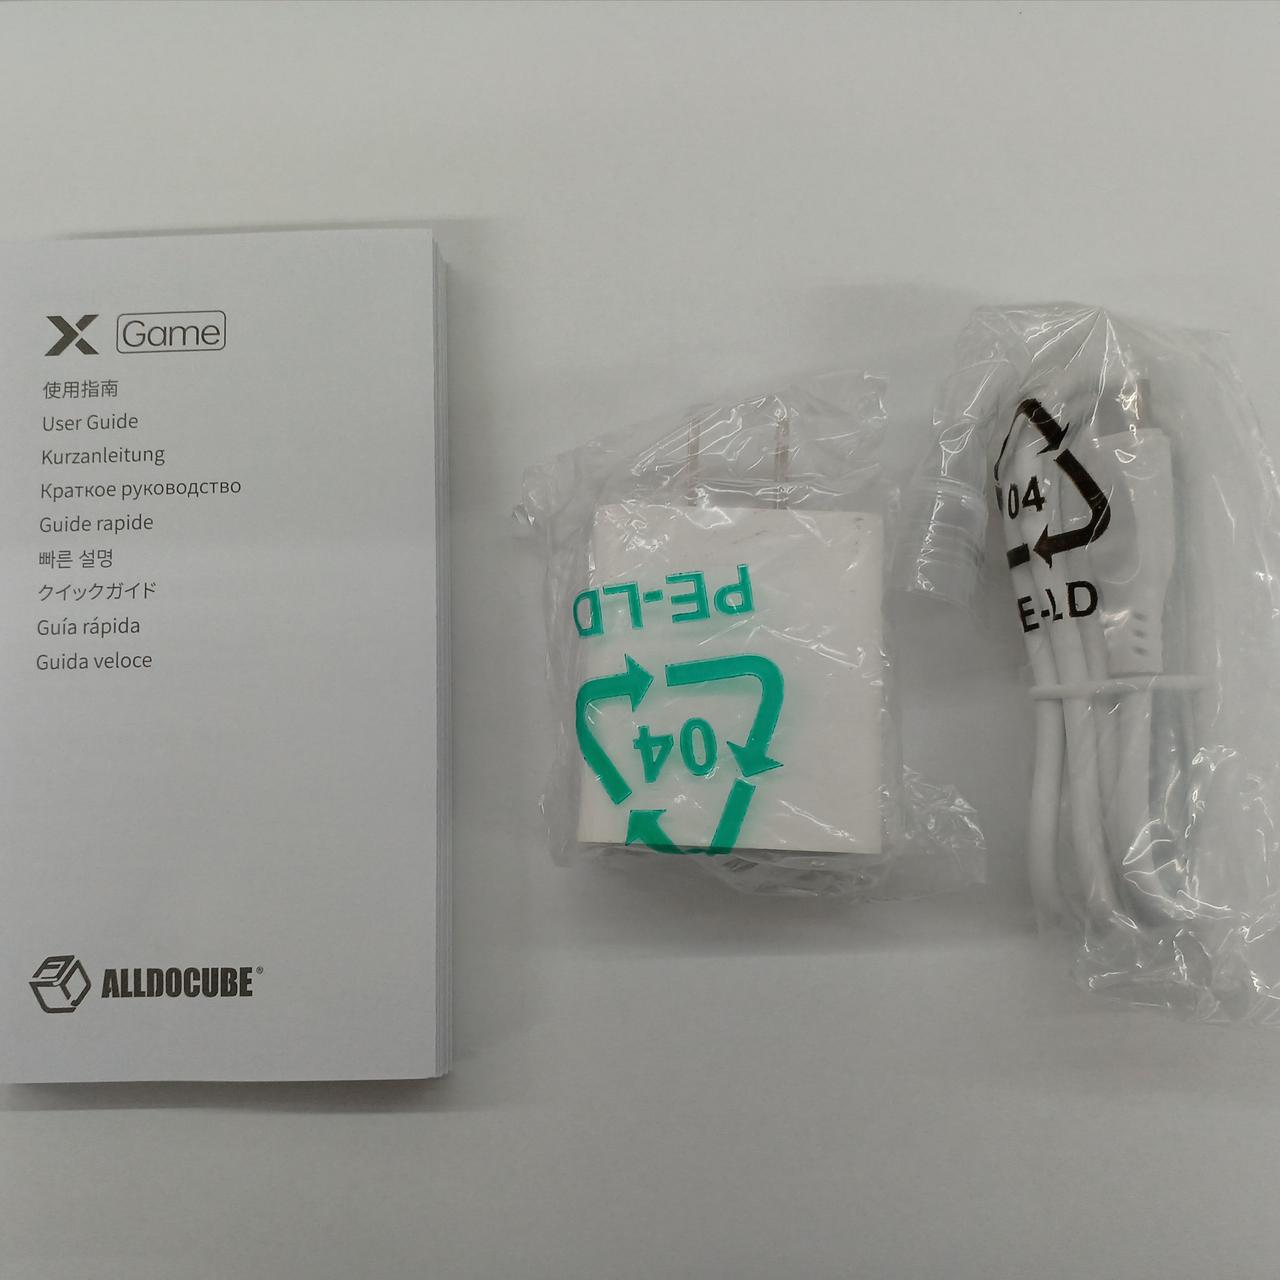 X Game
使用指南
User Guide
Kurzanleitung
Краткое руководство
Guide rapide
빠른 설명
クイックガイド
Guía rápida
Guida veloce
ALLDOCUBE®
PE-LD
04
04
E-LD